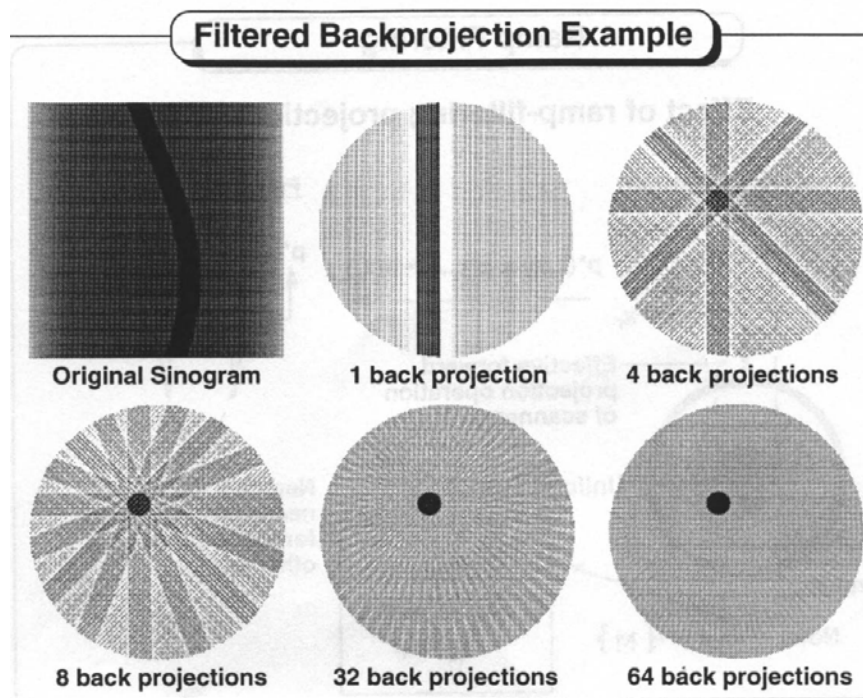 Filtered Backprojection Example
Original Sinogram
1 back projection
4 back projections
8 back projections
32 back projections
64 back projections